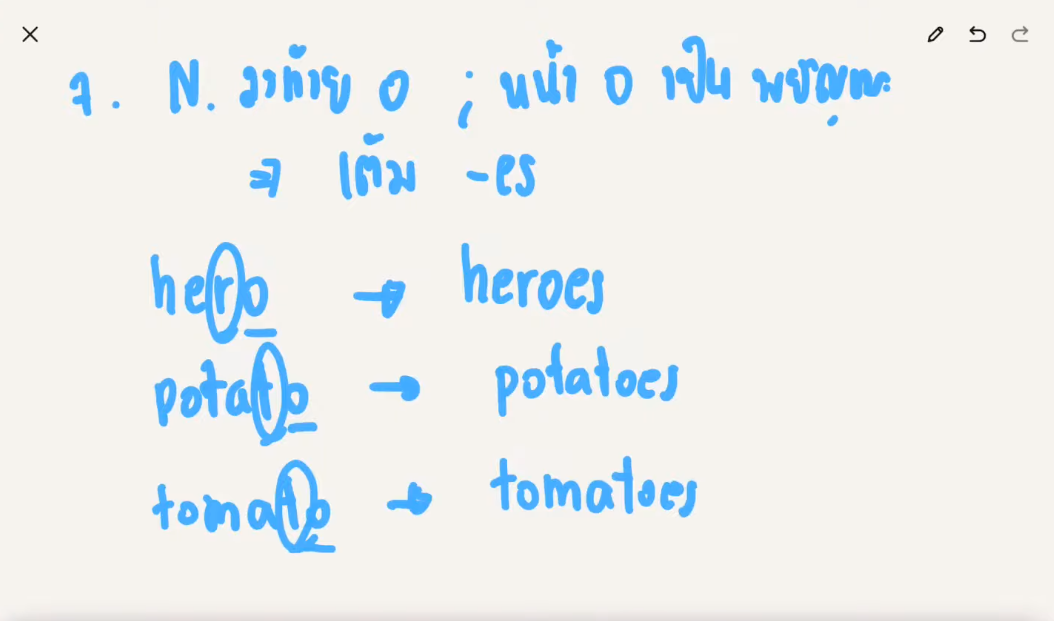 7. N. ลงท้าย o ; หน้า o เป็น พยัญชนะ
⇒ เติม -es
hero → heroes
potato → potatoes
tomato → tomatoes